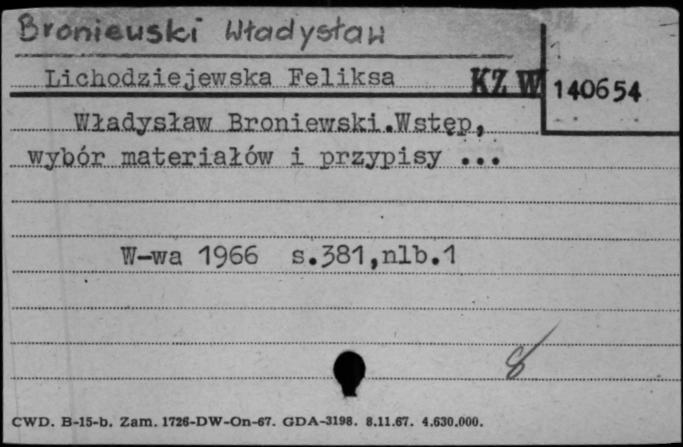 Broniewski Władysław
Lichodziejewska Feliksa KZ W 140654
Władysław Broniewski.Wstęp,
wybór materiałów i przypisy ...
W-wa 1966 s.381,nlb.1
8
CWD. B-15-b. Zam. 1726-DW-On-67. GDA-3198. 8.11.67. 4.630.000.